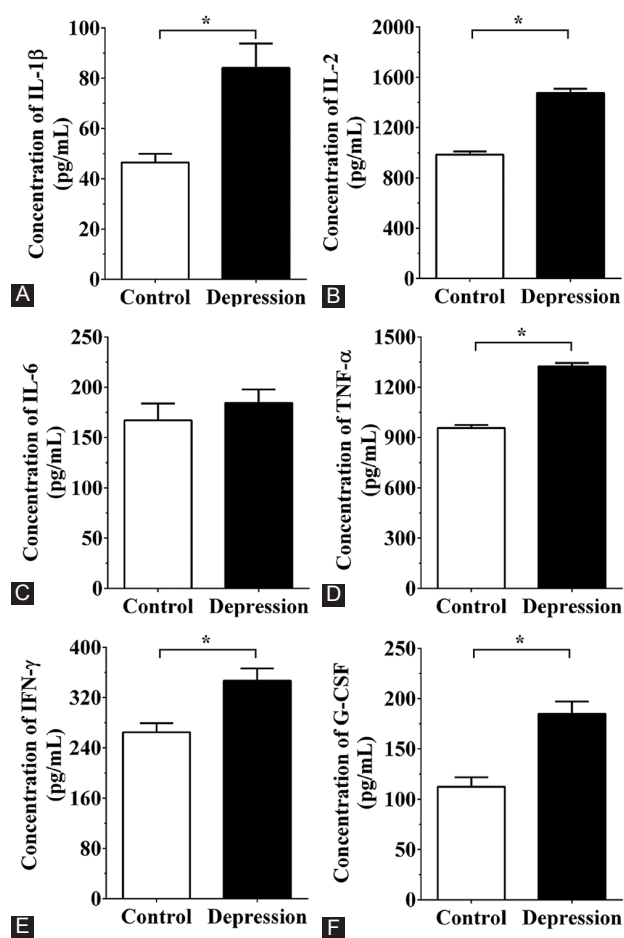 *
100
80
60
40
20
0
Concentration of IL-1β
(pg/mL)
Control Depression
A
*
2000
1600
1200
800
400
0
Concentration of IL-2
(pg/mL)
Control Depression
B
250
200
150
100
50
0
Concentration of IL-6
(pg/mL)
Control Depression
C
*
1500
1200
900
600
300
0
Concentration of TNF-α
(pg/mL)
Control Depression
D
*
400
320
240
160
80
0
Concentration of IFN-γ
(pg/mL)
Control Depression
E
*
250
200
150
100
50
0
Concentration of G-CSF
(pg/mL)
Control Depression
F